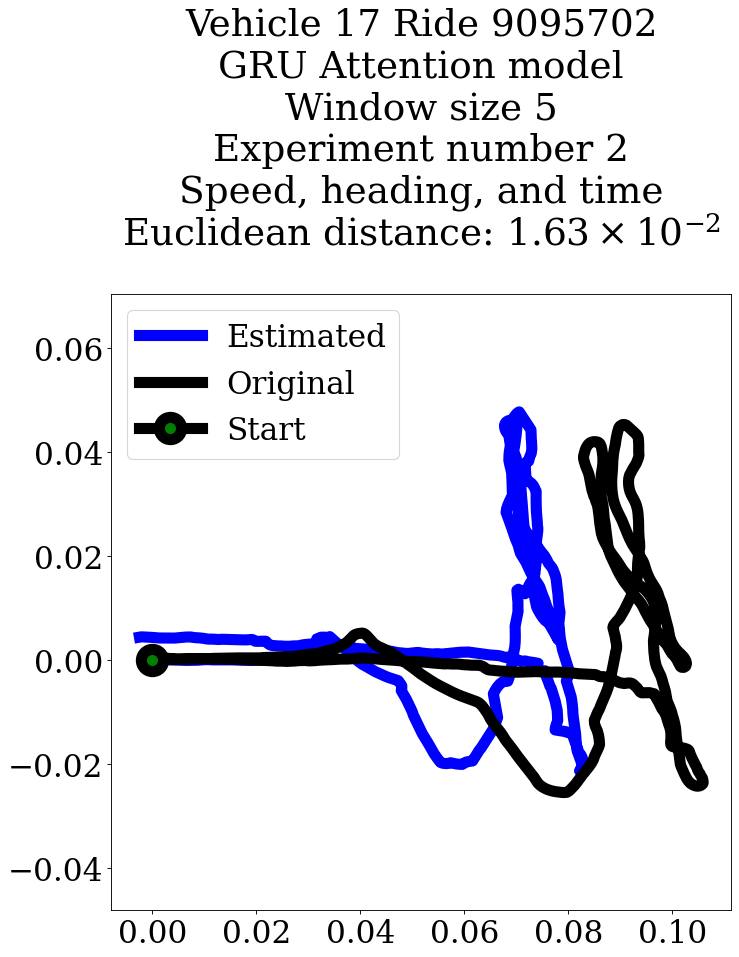 Vehicle 17 Ride 9095702
GRU Attention model
Window size 5
Experiment number 2
Speed, heading, and time
Euclidean distance: 1.63 × 10⁻²
Estimated
Original
Start
0.06
0.04
0.02
0.00
−0.02
−0.04
0.00 0.02 0.04 0.06 0.08 0.10